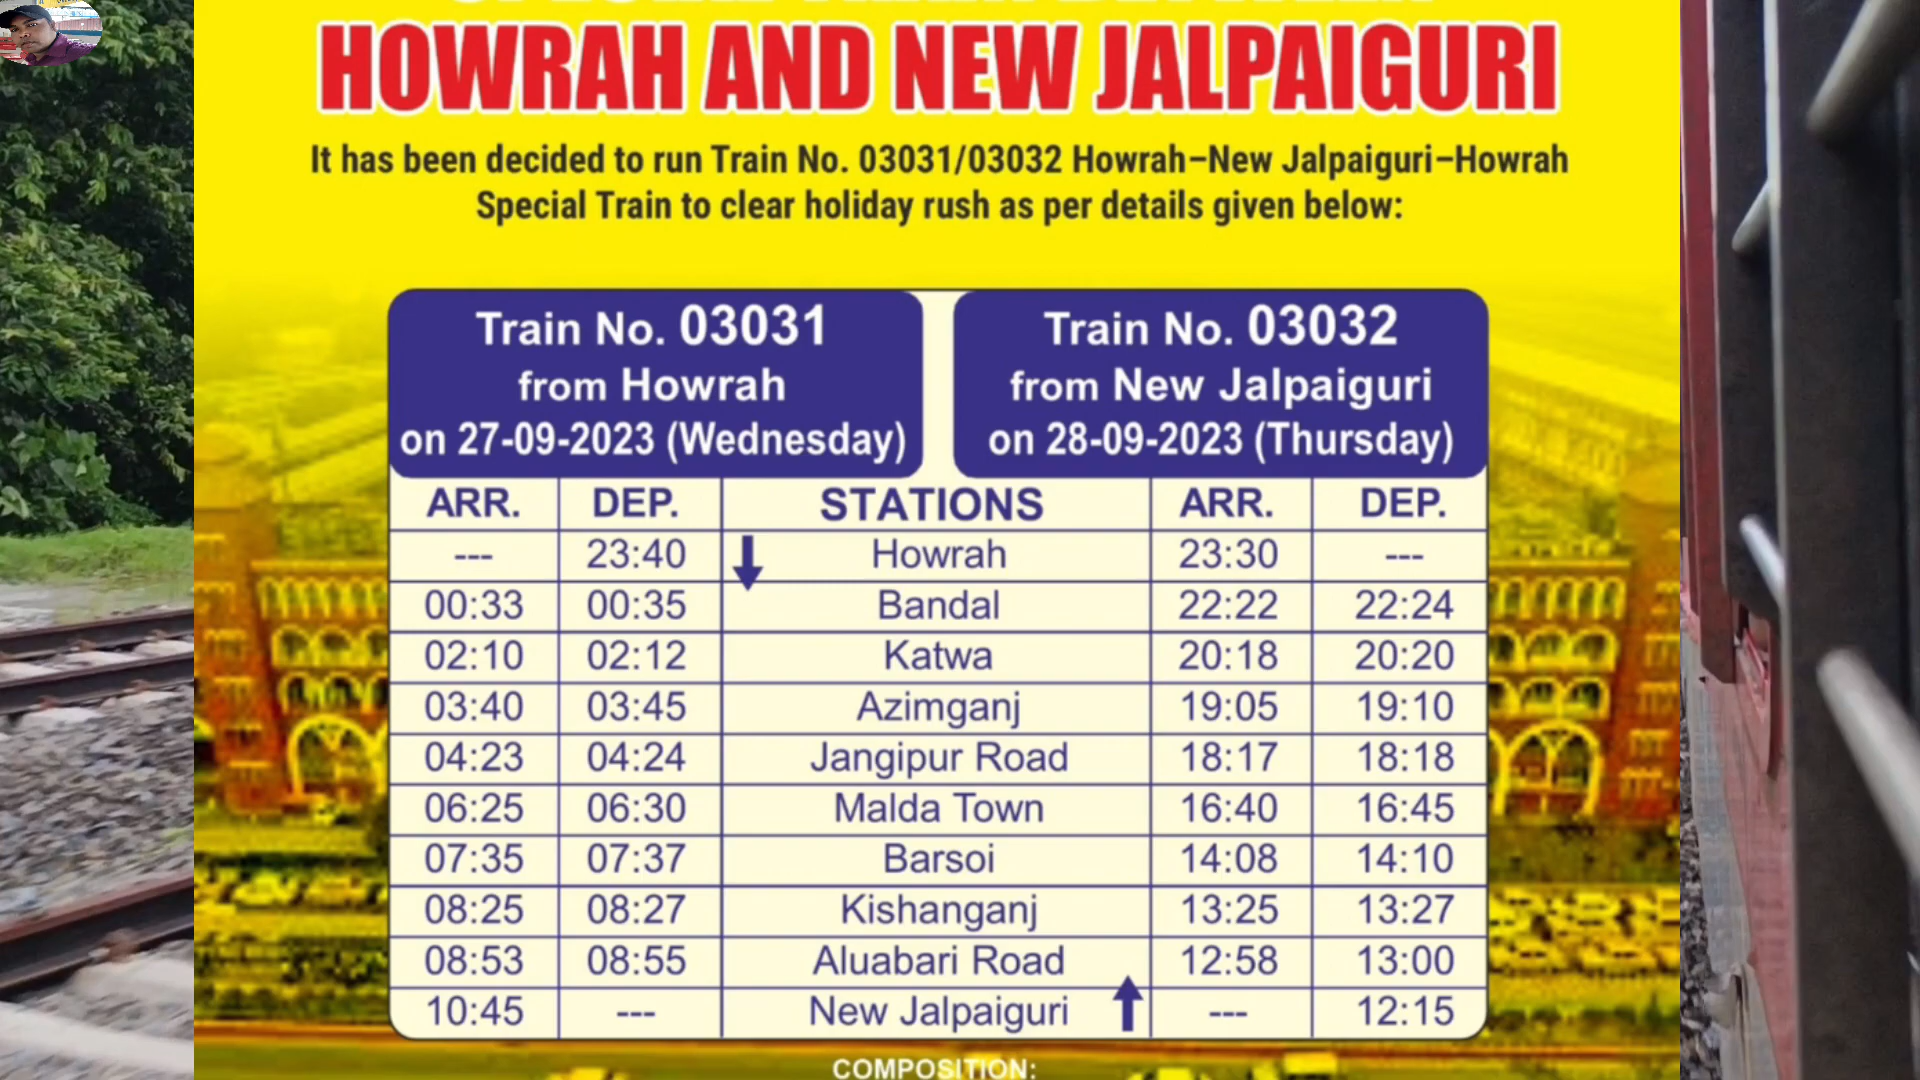 HOWRAH AND NEW JALPAIGURI
It has been decided to run Train No. 03031/03032 Howrah–New Jalpaiguri–Howrah
Special Train to clear holiday rush as per details given below:
Train No. 03031
from Howrah
on 27-09-2023 (Wednesday)
Train No. 03032
from New Jalpaiguri
on 28-09-2023 (Thursday)
ARR. DEP. STATIONS ARR. DEP.
--- 23:40 Howrah 23:30 ---
00:33 00:35 Bandal 22:22 22:24
02:10 02:12 Katwa 20:18 20:20
03:40 03:45 Azimganj 19:05 19:10
04:23 04:24 Jangipur Road 18:17 18:18
06:25 06:30 Malda Town 16:40 16:45
07:35 07:37 Barsoi 14:08 14:10
08:25 08:27 Kishanganj 13:25 13:27
08:53 08:55 Aluabari Road 12:58 13:00
10:45 --- New Jalpaiguri --- 12:15
COMPOSITION: